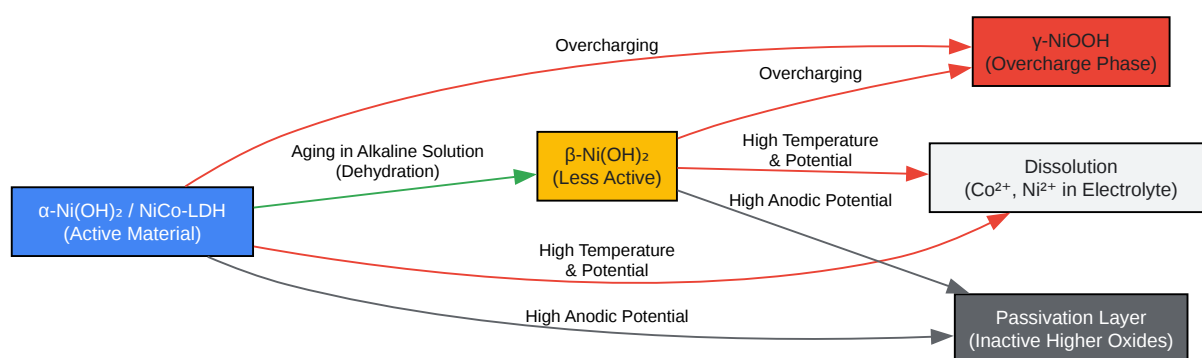 Overcharging
γ-NiOOH
(Overcharge Phase)
Overcharging
Aging in Alkaline Solution
(Dehydration)
β-Ni(OH)₂
(Less Active)
High Temperature
& Potential
Dissolution
(Co²⁺, Ni²⁺ in Electrolyte)
High Anodic Potential
α-Ni(OH)₂ / NiCo-LDH
(Active Material)
High Temperature
& Potential
High Anodic Potential
Passivation Layer
(Inactive Higher Oxides)